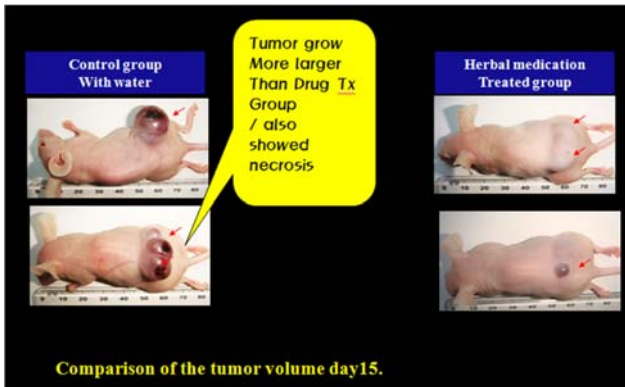 Control group
With water
Tumor grow
More larger
Than Drug Tx
Group
/ also
showed
necrosis
Herbal medication
Treated group
Comparison of the tumor volume day15.